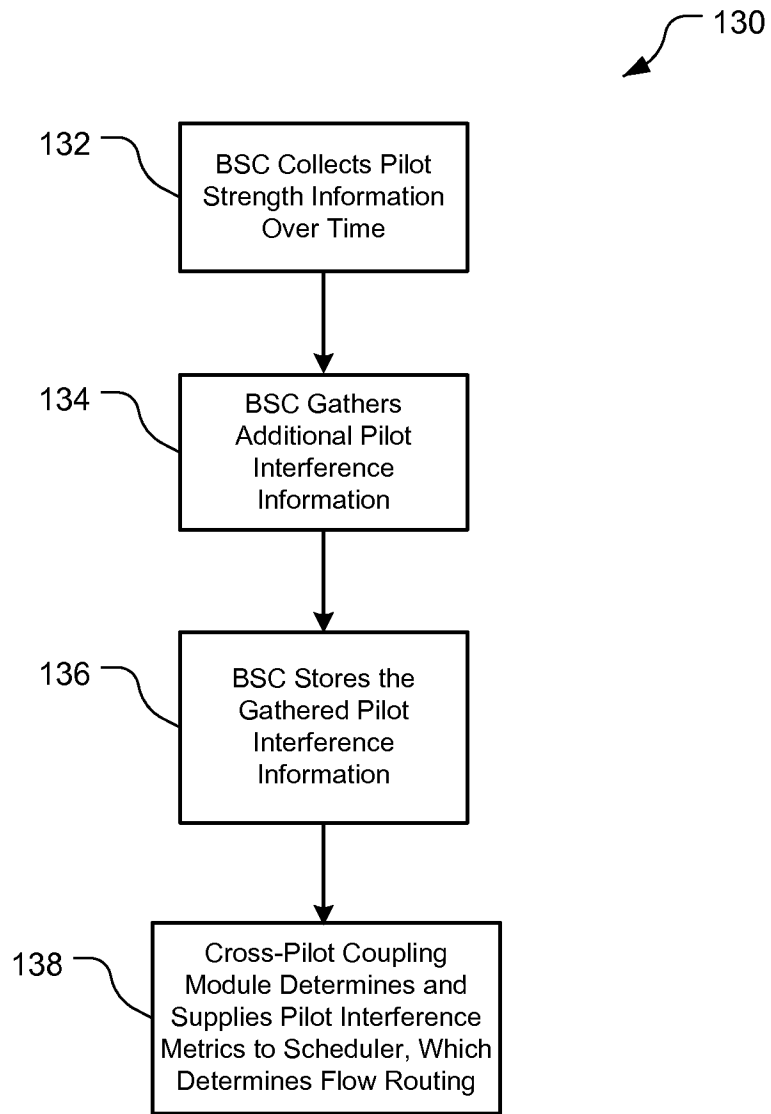 130
132
BSC Collects Pilot
Strength Information
Over Time
134
BSC Gathers
Additional Pilot
Interference
Information
136
BSC Stores the
Gathered Pilot
Interference
Information
138
Cross-Pilot Coupling
Module Determines and
Supplies Pilot Interference
Metrics to Scheduler, Which
Determines Flow Routing